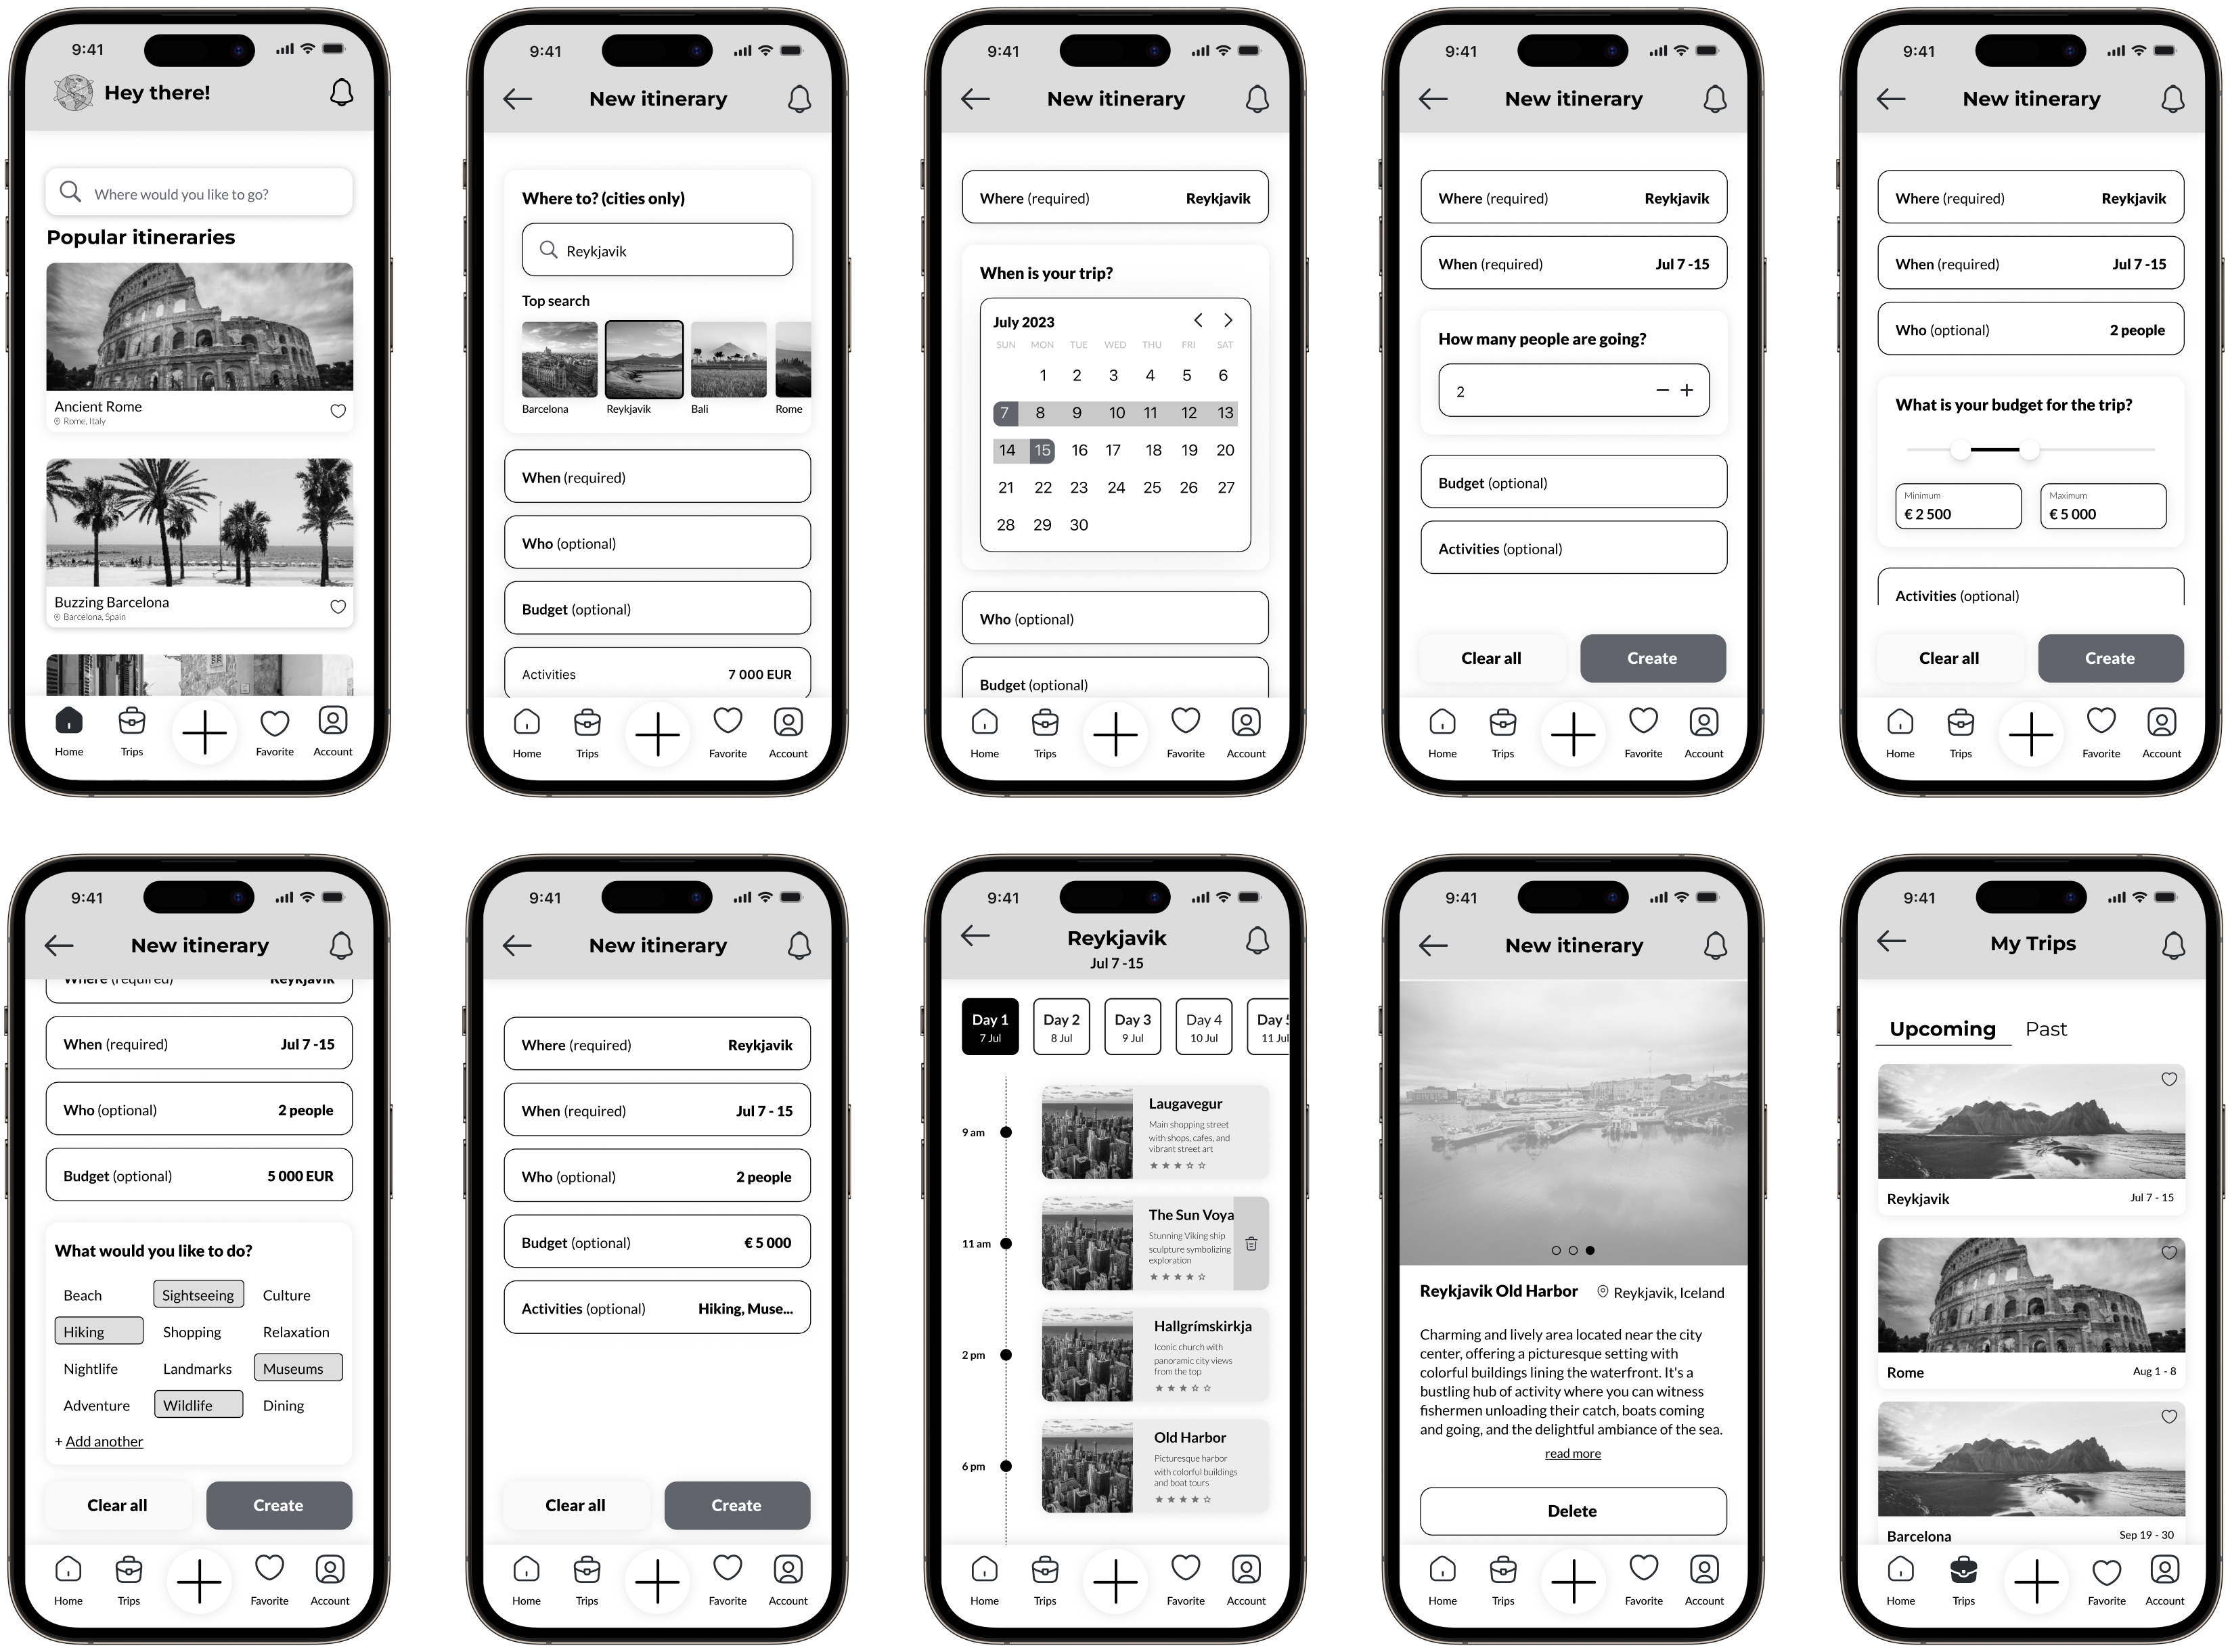 9:41
Hey there!
Where would you like to go?
Popular itineraries
Ancient Rome
Rome, Italy
Buzzing Barcelona
Barcelona, Spain
Home Trips Favorite Account
9:41
New itinerary
Where to? (cities only)
Reykjavik
Top search
Barcelona Reykjavik Bali Rome
When (required)
Who (optional)
Budget (optional)
Activities 7 000 EUR
Home Trips Favorite Account
9:41
New itinerary
Where (required) Reykjavik
When is your trip?
July 2023
SUN MON TUE WED THU FRI SAT
1 2 3 4 5 6
7 8 9 10 11 12 13
14 15 16 17 18 19 20
21 22 23 24 25 26 27
28 29 30
Who (optional)
Budget (optional)
Home Trips Favorite Account
9:41
New itinerary
Where (required) Reykjavik
When (required) Jul 7 -15
How many people are going?
2 − +
Budget (optional)
Activities (optional)
Clear all Create
Home Trips Favorite Account
9:41
New itinerary
Where (required) Reykjavik
When (required) Jul 7 -15
Who (optional) 2 people
What is your budget for the trip?
Minimum Maximum
€ 2 500 € 5 000
Activities (optional)
Clear all Create
Home Trips Favorite Account
9:41
New itinerary
Where (required) Reykjavik
When (required) Jul 7 -15
Who (optional) 2 people
Budget (optional) 5 000 EUR
What would you like to do?
Beach Sightseeing Culture
Hiking Shopping Relaxation
Nightlife Landmarks Museums
Adventure Wildlife Dining
+ Add another
Clear all Create
Home Trips Favorite Account
9:41
New itinerary
Where (required) Reykjavik
When (required) Jul 7 - 15
Who (optional) 2 people
Budget (optional) € 5 000
Activities (optional) Hiking, Muse...
Clear all Create
Home Trips Favorite Account
9:41
Reykjavik
Jul 7 -15
Day 1 Day 2 Day 3 Day 4 Day 5
7 Jul 8 Jul 9 Jul 10 Jul 11 Jul
9 am
Laugavegur
Main shopping street
with shops, cafes, and
vibrant street art
11 am
The Sun Voya
Stunning Viking ship
sculpture symbolizing
exploration
2 pm
Hallgrímskirkja
Iconic church with
panoramic city views
from the top
6 pm
Old Harbor
Picturesque harbor
with colorful buildings
and boat tours
Home Trips Favorite Account
9:41
New itinerary
Reykjavik Old Harbor Reykjavik, Iceland
Charming and lively area located near the city
center, offering a picturesque setting with
colorful buildings lining the waterfront. It's a
bustling hub of activity where you can witness
fishermen unloading their catch, boats coming
and going, and the delightful ambiance of the sea.
read more
Delete
Home Trips Favorite Account
9:41
My Trips
Upcoming Past
Reykjavik Jul 7 - 15
Rome Aug 1 - 8
Barcelona Sep 19 - 30
Home Trips Favorite Account